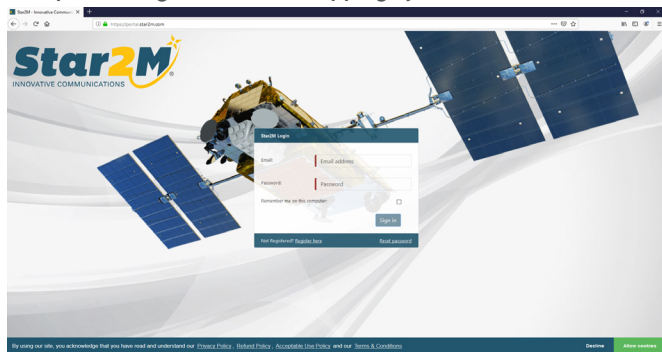 Star2M - Innovative Communic
https://portal.star2m.com
Star2M
INNOVATIVE COMMUNICATIONS
Star2M Login
Email:
Email address
Password:
Password
Remember me on this computer:
Sign In
Not Registered? Register here
Reset password
By using our site, you acknowledge that you have read and understand our Privacy Policy, Refund Policy, Acceptable Use Policy and our Terms & Conditions
Decline
Allow cookies